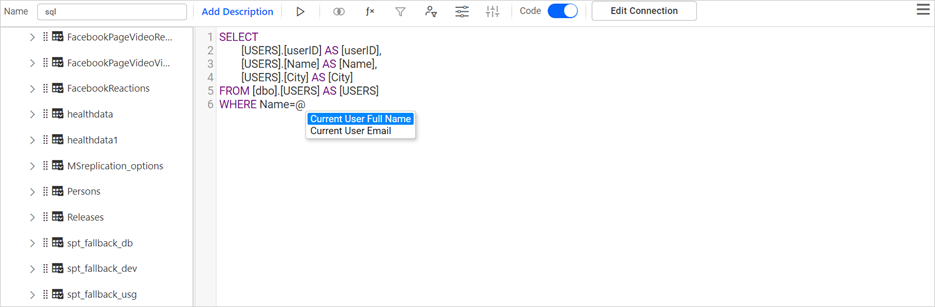 Name sql Add Description ƒx Code Edit Connection
FacebookPageVideoRe...
FacebookPageVideoVi...
FacebookReactions
healthdata
healthdata1
MSreplication_options
Persons
Releases
spt_fallback_db
spt_fallback_dev
spt_fallback_usg
1 SELECT
2 [USERS].[userID] AS [userID],
3 [USERS].[Name] AS [Name],
4 [USERS].[City] AS [City]
5 FROM [dbo].[USERS] AS [USERS]
6 WHERE Name=@
Current User Full Name
Current User Email